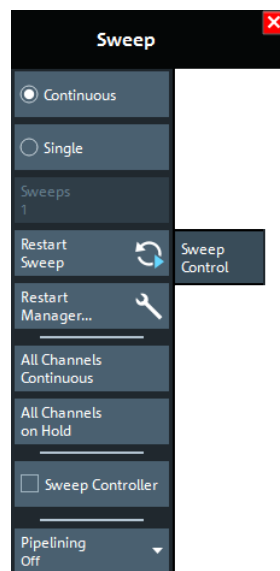 Sweep
Continuous
Single
Sweeps
1
Restart
Sweep
Sweep
Control
Restart
Manager...
All Channels
Continuous
All Channels
on Hold
Sweep Controller
Pipelining
Off